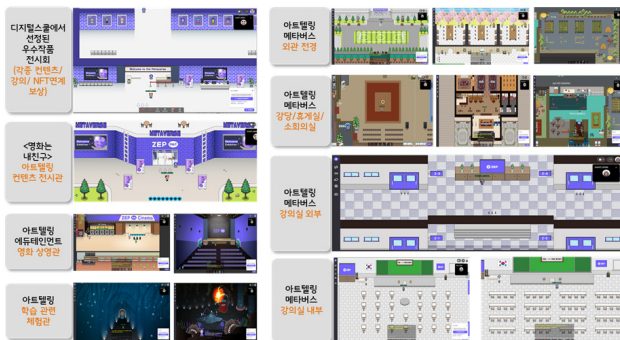 디지털스쿨에서
선정된
우수작품
전시회
(각종 컨텐츠/
강의/ NFT연계
보상)
<영화는
내친구>
아트텔링
컨텐츠 전시관
METAVERSE
METAVERSE
ZEP
아트텔링
에듀테인먼트
영화 상영관
ZEP Cinema
아트텔링
학습 관련
체험관
아트텔링
메타버스
외관 전경
아트텔링
메타버스
강당/휴게실/
소회의실
아트텔링
메타버스
강의실 외부
ZEP
아트텔링
메타버스
강의실 내부